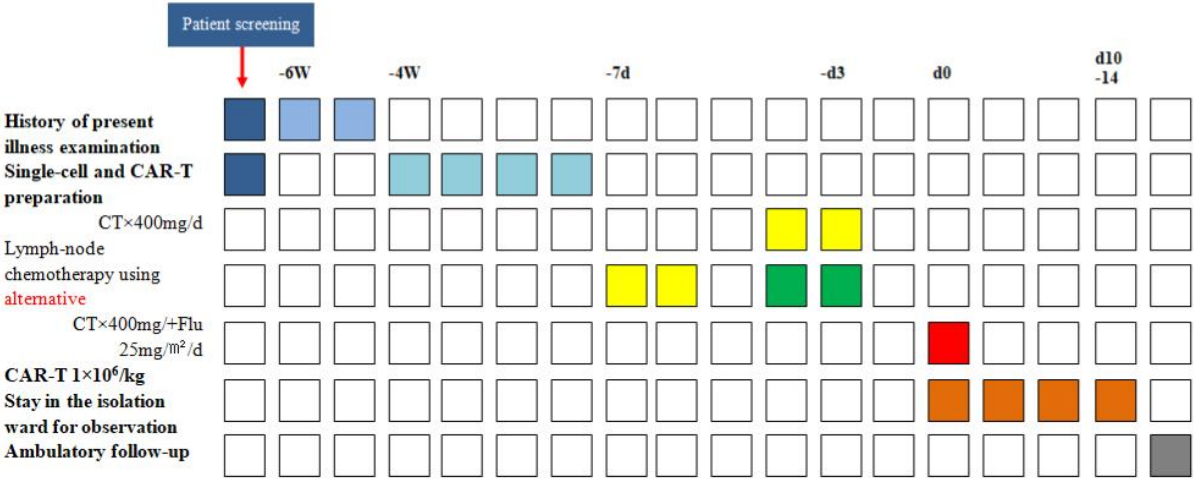 Patient screening
-6W
-4W
-7d
-d3
d0
d10
-14
History of present
illness examination
Single-cell and CAR-T
preparation
CT×400mg/d
Lymph-node
chemotherapy using
alternative
CT×400mg/+Flu
25mg/m²/d
CAR-T 1×10⁶/kg
Stay in the isolation
ward for observation
Ambulatory follow-up